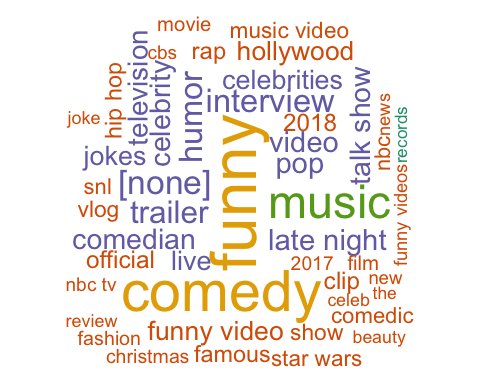 movie
music video
cbs
rap
hollywood
television
celebrity
humor
celebrities
interview
hip hop
joke
2018
talk show
nbcnews
records
jokes
video
pop
snl
[none]
funny
music
vlog
trailer
funny videos
comedian
late night
official
live
2017
film
nbc tv
comedy
clip
new
celeb
the
review
comedic
funny video
show
fashion
beauty
christmas
famous
star wars